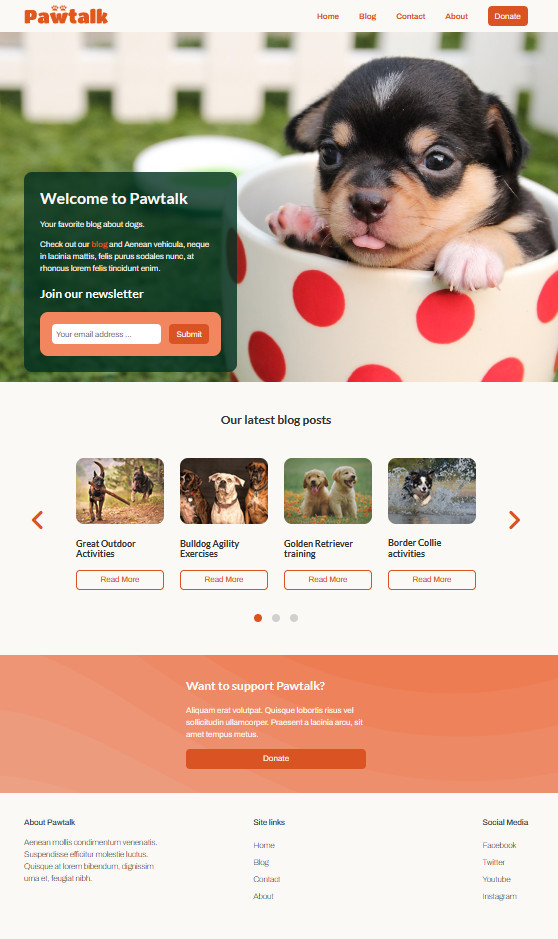 Pawtalk
Home Blog Contact About Donate
Welcome to Pawtalk
Your favorite blog about dogs.
Check out our blog and Aenean vehicula, neque
in lacinia mattis, felis purus sodales nunc, at
rhoncus lorem felis tincidunt enim.
Join our newsletter
Your email address ... Submit
Our latest blog posts
Great Outdoor
Activities
Read More
Bulldog Agility
Exercises
Read More
Golden Retriever
training
Read More
Border Collie
activities
Read More
Want to support Pawtalk?
Aliquam erat volutpat. Quisque lobortis risus vel
sollicitudin ullamcorper. Praesent a lacinia arcu, sit
amet tempus metus.
Donate
About Pawtalk
Aenean mollis condimentum venenatis.
Suspendisse efficitur molestie luctus.
Quisque at lorem bibendum, dignissim
urna et, feugiat nibh.
Site links
Home
Blog
Contact
About
Social Media
Facebook
Twitter
Youtube
Instagram